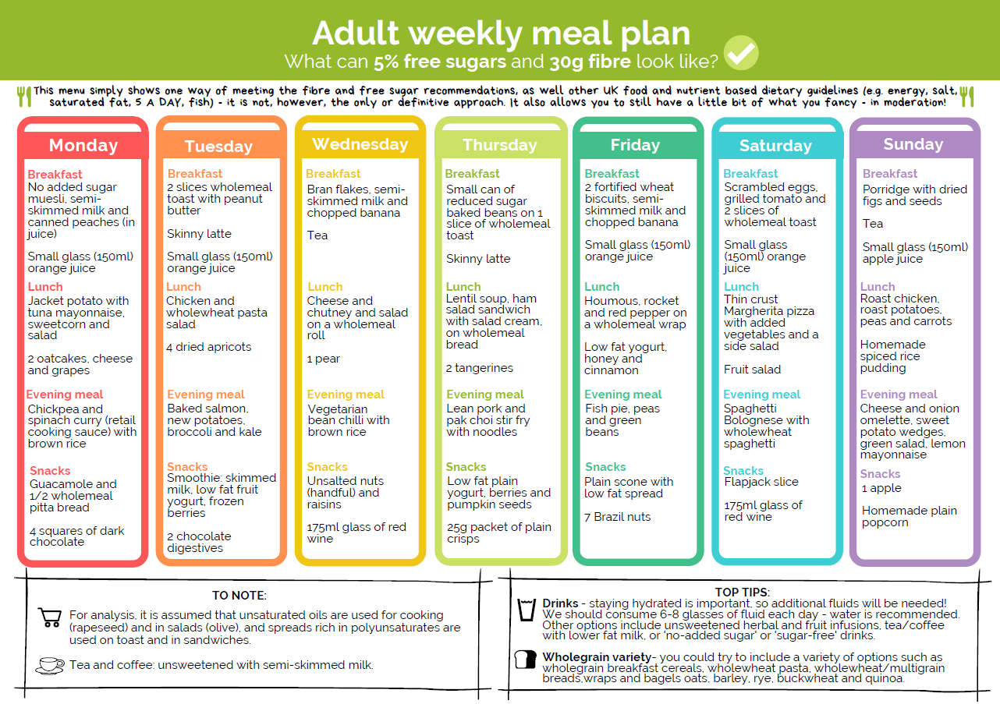 Adult weekly meal plan
What can 5% free sugars and 30g fibre look like?
This menu simply shows one way of meeting the fibre and free sugar recommendations, as well other UK food and nutrient based dietary guidelines (e.g. energy, salt,
saturated fat, 5 A DAY, fish) - it is not, however, the only or definitive approach. It also allows you to still have a little bit of what you fancy - in moderation!
Monday
Breakfast
No added sugar
muesli, semi-
skimmed milk and
canned peaches (in
juice)
Small glass (150ml)
orange juice
Lunch
Jacket potato with
tuna mayonnaise,
sweetcorn and
salad
2 oatcakes, cheese
and grapes
Evening meal
Chickpea and
spinach curry (retail
cooking sauce) with
brown rice
Snacks
Guacamole and
1/2 wholemeal
pitta bread
4 squares of dark
chocolate
Tuesday
Breakfast
2 slices wholemeal
toast with peanut
butter
Skinny latte
Small glass (150ml)
orange juice
Lunch
Chicken and
wholewheat pasta
salad
4 dried apricots
Evening meal
Baked salmon,
new potatoes,
broccoli and kale
Snacks
Smoothie: skimmed
milk, low fat fruit
yogurt, frozen
berries
2 chocolate
digestives
Wednesday
Breakfast
Bran flakes, semi-
skimmed milk and
chopped banana
Tea
Lunch
Cheese and
chutney and salad
on a wholemeal
roll
1 pear
Evening meal
Vegetarian
bean chilli with
brown rice
Snacks
Unsalted nuts
(handful) and
raisins
175ml glass of red
wine
Thursday
Breakfast
Small can of
reduced sugar
baked beans on 1
slice of wholemeal
toast
Skinny latte
Lunch
Lentil soup, ham
salad sandwich
with salad cream,
on wholemeal
bread
2 tangerines
Evening meal
Lean pork and
pak choi stir fry
with noodles
Snacks
Low fat plain
yogurt, berries and
pumpkin seeds
25g packet of plain
crisps
Friday
Breakfast
2 fortified wheat
biscuits, semi-
skimmed milk and
chopped banana
Small glass (150ml)
orange juice
Lunch
Houmous, rocket
and red pepper on
a wholemeal wrap
Low fat yogurt,
honey and
cinnamon
Evening meal
Fish pie, peas
and green
beans
Snacks
Plain scone with
low fat spread
7 Brazil nuts
Saturday
Breakfast
Scrambled eggs,
grilled tomato and
2 slices of
wholemeal toast
Small glass
(150ml) orange
juice
Lunch
Thin crust
Margherita pizza
with added
vegetables and a
side salad
Fruit salad
Evening meal
Spaghetti
Bolognese with
wholewheat
spaghetti
Snacks
Flapjack slice
175ml glass of
red wine
Sunday
Breakfast
Porridge with dried
figs and seeds
Tea
Small glass (150ml)
apple juice
Lunch
Roast chicken,
roast potatoes,
peas and carrots
Homemade
spiced rice
pudding
Evening meal
Cheese and onion
omelette, sweet
potato wedges,
green salad, lemon
mayonnaise
Snacks
1 apple
Homemade plain
popcorn
TO NOTE:
For analysis, it is assumed that unsaturated oils are used for cooking
(rapeseed) and in salads (olive), and spreads rich in polyunsaturates are
used on toast and in sandwiches.
Tea and coffee: unsweetened with semi-skimmed milk.
TOP TIPS:
Drinks - staying hydrated is important, so additional fluids will be needed!
We should consume 6-8 glasses of fluid each day - water is recommended.
Other options include unsweetened herbal and fruit infusions, tea/coffee
with lower fat milk, or 'no-added sugar' or 'sugar-free' drinks.
Wholegrain variety- you could try to include a variety of options such as
wholegrain breakfast cereals, wholewheat pasta, wholewheat/multigrain
breads,wraps and bagels oats, barley, rye, buckwheat and quinoa.